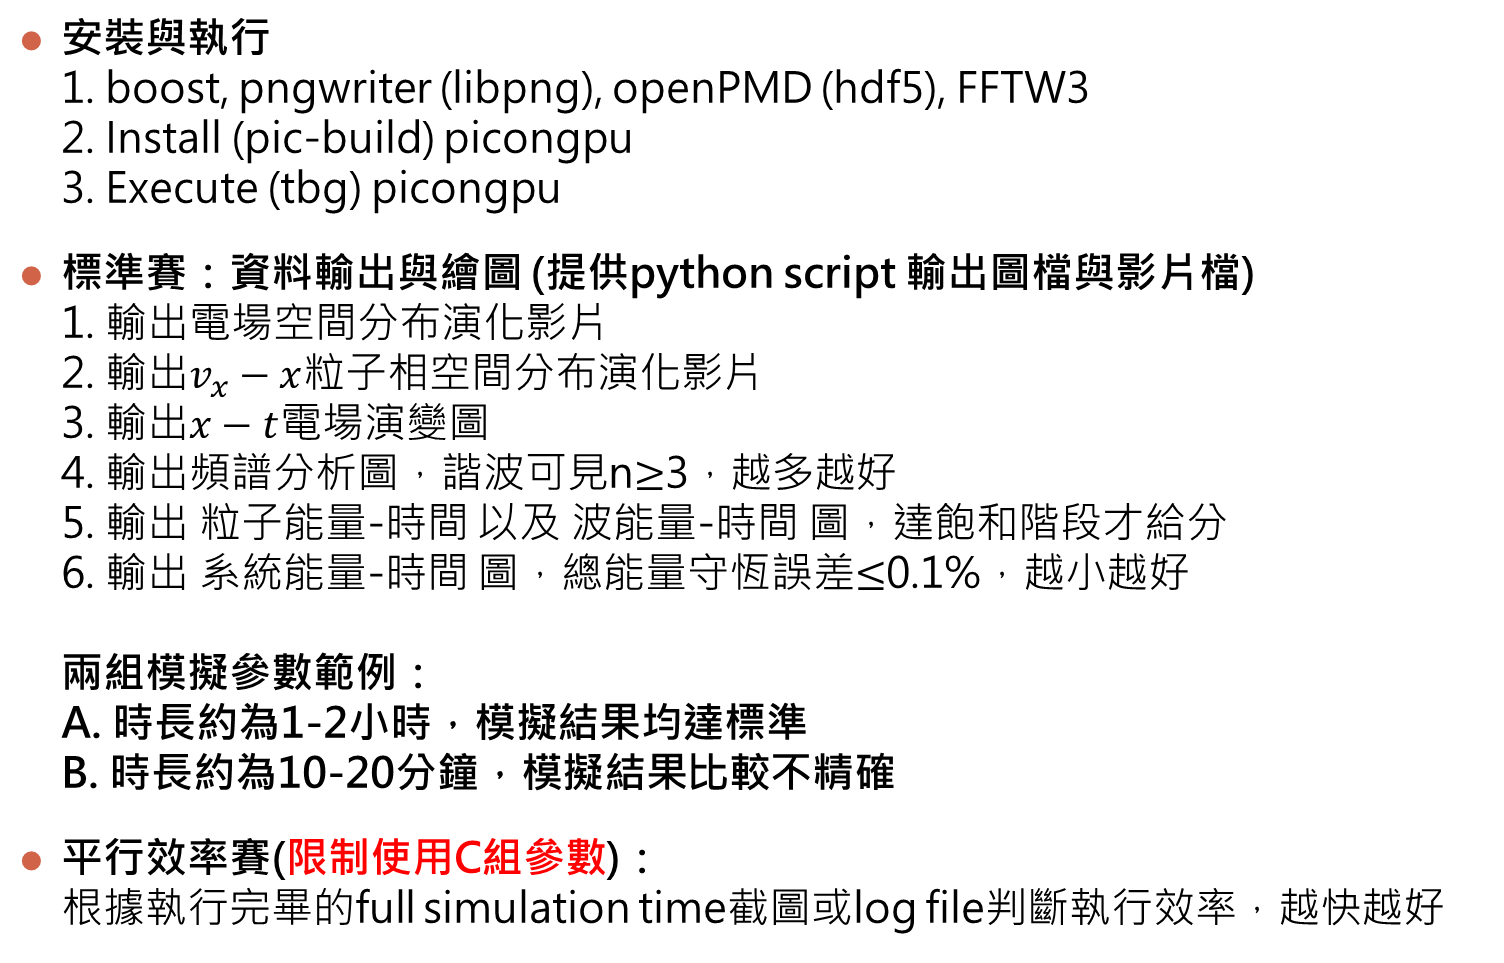 安裝與執行
1. boost, pngwriter (libpng), openPMD (hdf5), FFTW3
2. Install (pic-build) picongpu
3. Execute (tbg) picongpu
標準賽：資料輸出與繪圖 (提供python script 輸出圖檔與影片檔)
1. 輸出電場空間分布演化影片
2. 輸出vₓ − x粒子相空間分布演化影片
3. 輸出x − t電場演變圖
4. 輸出頻譜分析圖，諧波可見n≥3，越多越好
5. 輸出 粒子能量-時間 以及 波能量-時間 圖，達飽和階段才給分
6. 輸出 系統能量-時間 圖，總能量守恆誤差≤0.1%，越小越好
兩組模擬參數範例：
A. 時長約為1-2小時，模擬結果均達標準
B. 時長約為10-20分鐘，模擬結果比較不精確
平行效率賽(限制使用C組參數)：
根據執行完畢的full simulation time截圖或log file判斷執行效率，越快越好